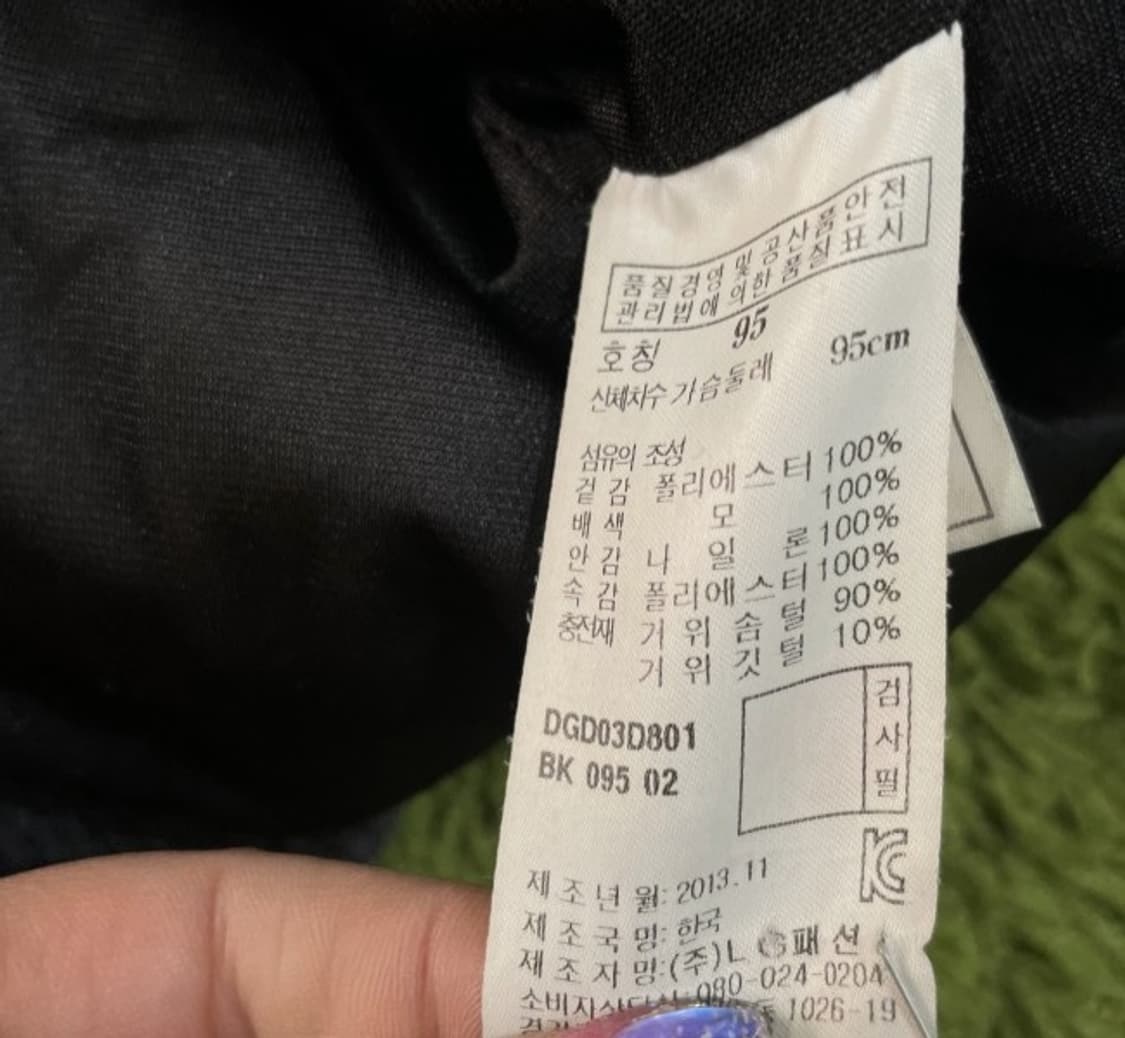 품질경영 및 공산품안전
관리법에 의한 품질표시
호칭 95
신체치수 가슴둘레 95cm
섬유의 조성
겉감 폴리에스터 100%
배색 모 100%
안감 나일론 100%
속감 폴리에스터 100%
충전재 거위솜털 90%
거위깃털 10%
DGD03D801
BK 095 02
검사필
제조년월: 2013.11
제조국명: 한국
제조자명: (주)LG패션
080-024-0204
1026-19